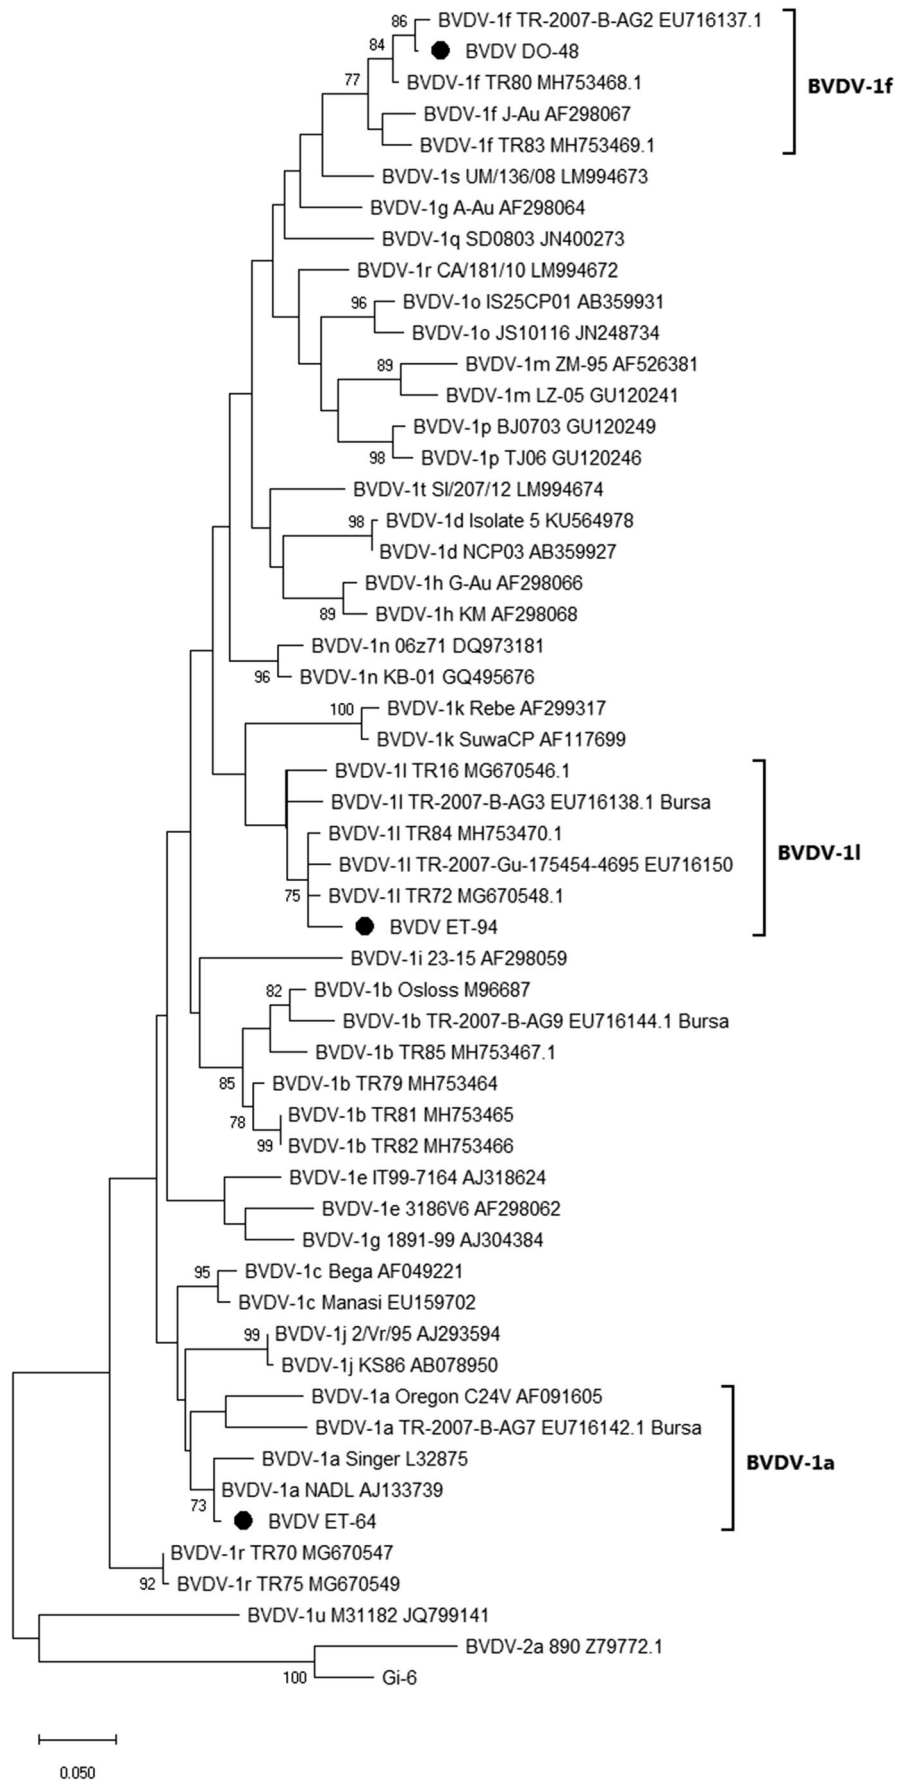 86
BVDV-1f TR-2007-B-AG2 EU716137.1
84
BVDV DO-48
77
BVDV-1f TR80 MH753468.1
BVDV-1f
BVDV-1f J-Au AF298067
BVDV-1f TR83 MH753469.1
BVDV-1s UM/136/08 LM994673
BVDV-1g A-Au AF298064
BVDV-1q SD0803 JN400273
BVDV-1r CA/181/10 LM994672
96
BVDV-1o IS25CP01 AB359931
BVDV-1o JS10116 JN248734
89
BVDV-1m ZM-95 AF526381
BVDV-1m LZ-05 GU120241
BVDV-1p BJ0703 GU120249
98
BVDV-1p TJ06 GU120246
BVDV-1t SI/207/12 LM994674
98
BVDV-1d Isolate 5 KU564978
BVDV-1d NCP03 AB359927
BVDV-1h G-Au AF298066
89
BVDV-1h KM AF298068
BVDV-1n 06z71 DQ973181
96
BVDV-1n KB-01 GQ495676
100
BVDV-1k Rebe AF299317
BVDV-1k SuwaCP AF117699
BVDV-1l TR16 MG670546.1
BVDV-1l TR-2007-B-AG3 EU716138.1 Bursa
BVDV-1l TR84 MH753470.1
BVDV-1l
BVDV-1l TR-2007-Gu-175454-4695 EU716150
75
BVDV-1l TR72 MG670548.1
BVDV ET-94
BVDV-1i 23-15 AF298059
82
BVDV-1b Osloss M96687
BVDV-1b TR-2007-B-AG9 EU716144.1 Bursa
BVDV-1b TR85 MH753467.1
85
BVDV-1b TR79 MH753464
78
BVDV-1b TR81 MH753465
99
BVDV-1b TR82 MH753466
BVDV-1e IT99-7164 AJ318624
BVDV-1e 3186V6 AF298062
BVDV-1g 1891-99 AJ304384
95
BVDV-1c Bega AF049221
BVDV-1c Manasi EU159702
99
BVDV-1j 2/Vr/95 AJ293594
BVDV-1j KS86 AB078950
BVDV-1a Oregon C24V AF091605
BVDV-1a TR-2007-B-AG7 EU716142.1 Bursa
BVDV-1a Singer L32875
BVDV-1a
BVDV-1a NADL AJ133739
73
BVDV ET-64
BVDV-1r TR70 MG670547
92
BVDV-1r TR75 MG670549
BVDV-1u M31182 JQ799141
BVDV-2a 890 Z79772.1
100
Gi-6
0.050